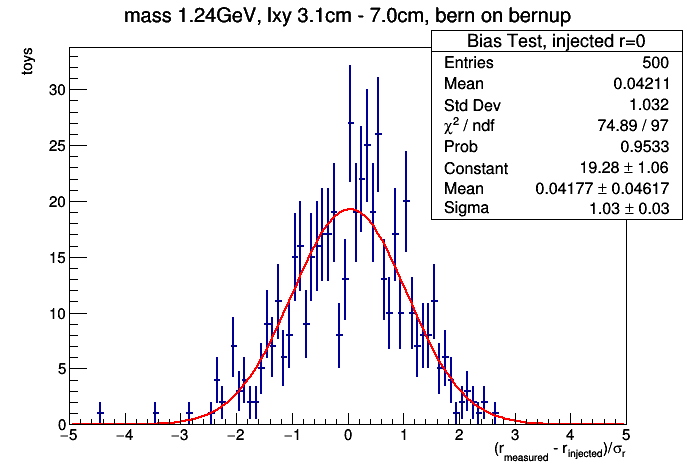 mass 1.24GeV, lxy 3.1cm - 7.0cm, bern on bernup
Bias Test, injected r=0
Entries 500
Mean 0.04211
Std Dev 1.032
χ² / ndf 74.89 / 97
Prob 0.9533
Constant 19.28 ± 1.06
Mean 0.04177 ± 0.04617
Sigma 1.03 ± 0.03
toys
30
25
20
15
10
5
0
−5 −4 −3 −2 −1 0 1 2 3 4 5
(r_measured - r_injected)/σ_r